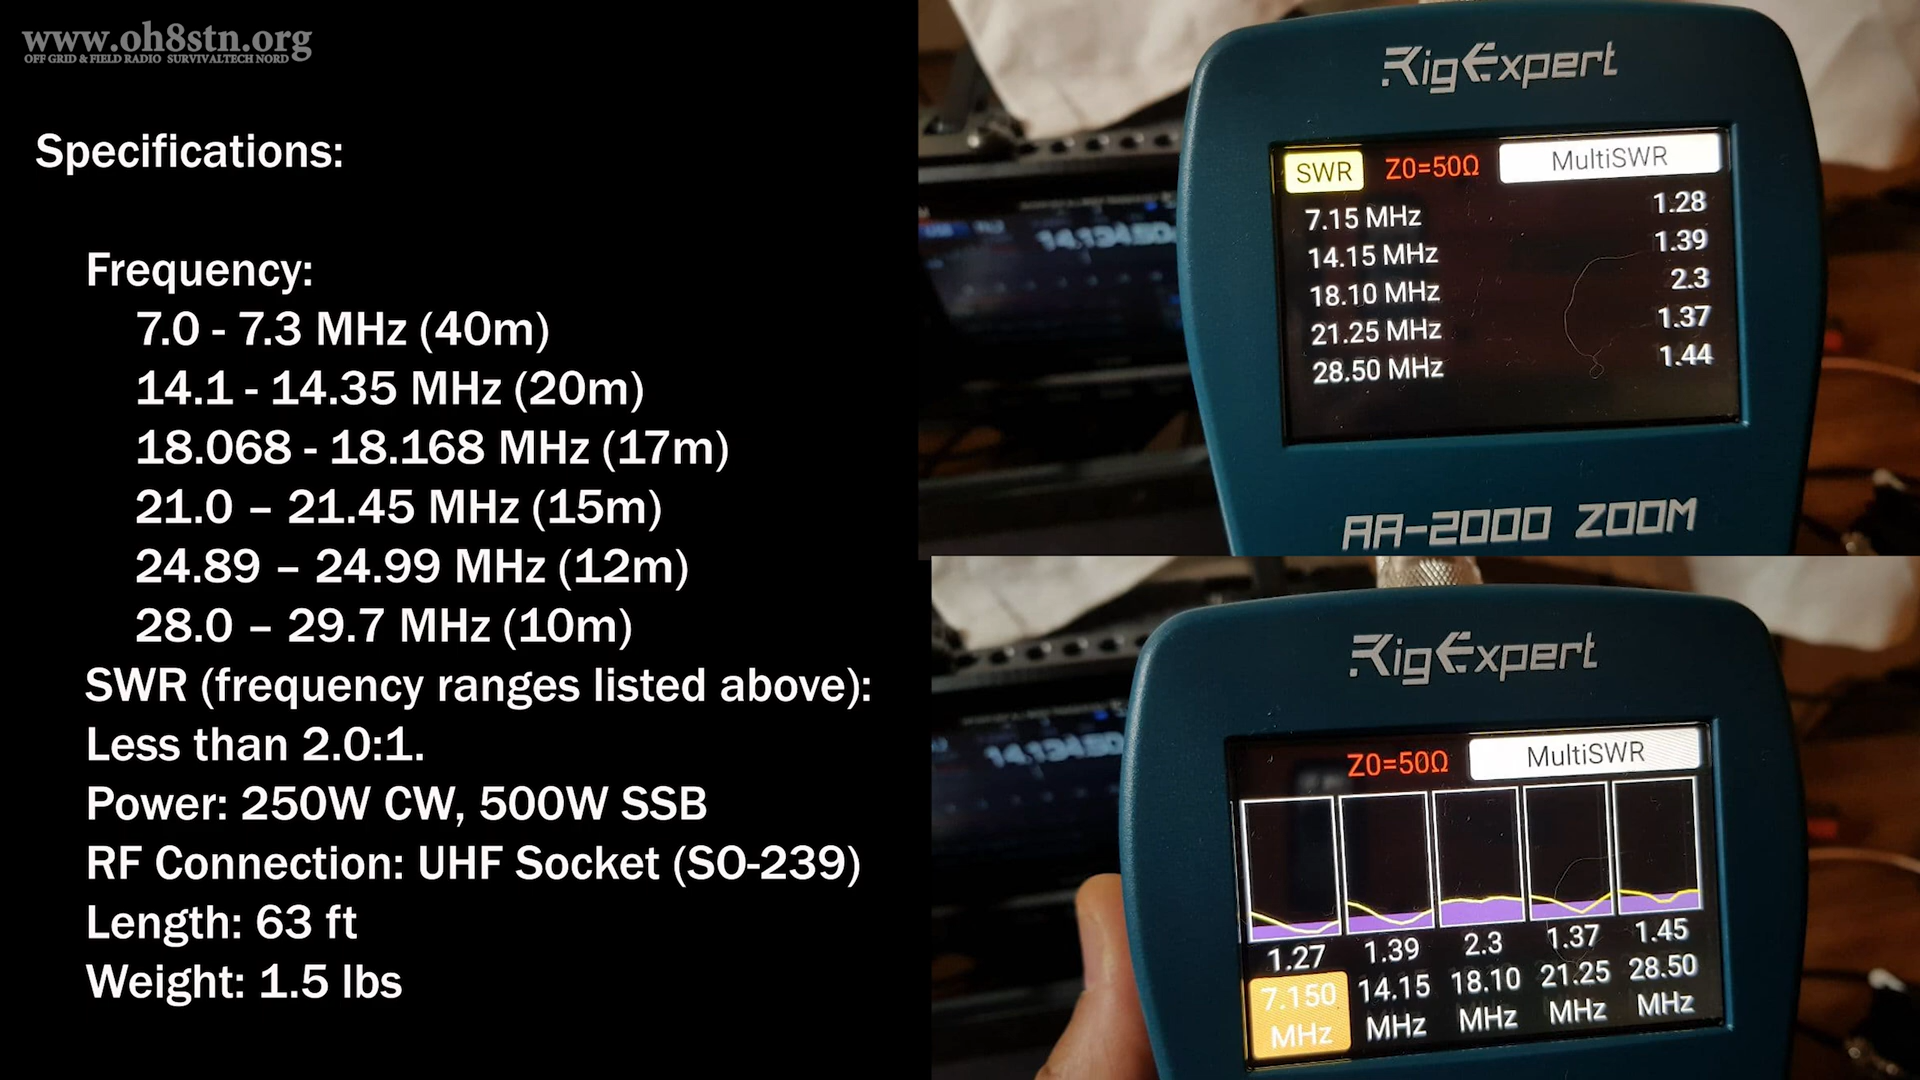 www.oh8stn.org
OFF GRID & FIELD RADIO SURVIVALTECH NORD
Specifications:
Frequency:
7.0 - 7.3 MHz (40m)
14.1 - 14.35 MHz (20m)
18.068 - 18.168 MHz (17m)
21.0 – 21.45 MHz (15m)
24.89 – 24.99 MHz (12m)
28.0 – 29.7 MHz (10m)
SWR (frequency ranges listed above):
Less than 2.0:1.
Power: 250W CW, 500W SSB
RF Connection: UHF Socket (SO-239)
Length: 63 ft
Weight: 1.5 lbs
RigExpert
SWR Z0=50Ω MultiSWR
7.15 MHz 1.28
14.15 MHz 1.39
18.10 MHz 2.3
21.25 MHz 1.37
28.50 MHz 1.44
AA-2000 ZOOM
RigExpert
Z0=50Ω MultiSWR
1.27 1.39 2.3 1.37 1.45
7.150 14.15 18.10 21.25 28.50
MHz MHz MHz MHz MHz